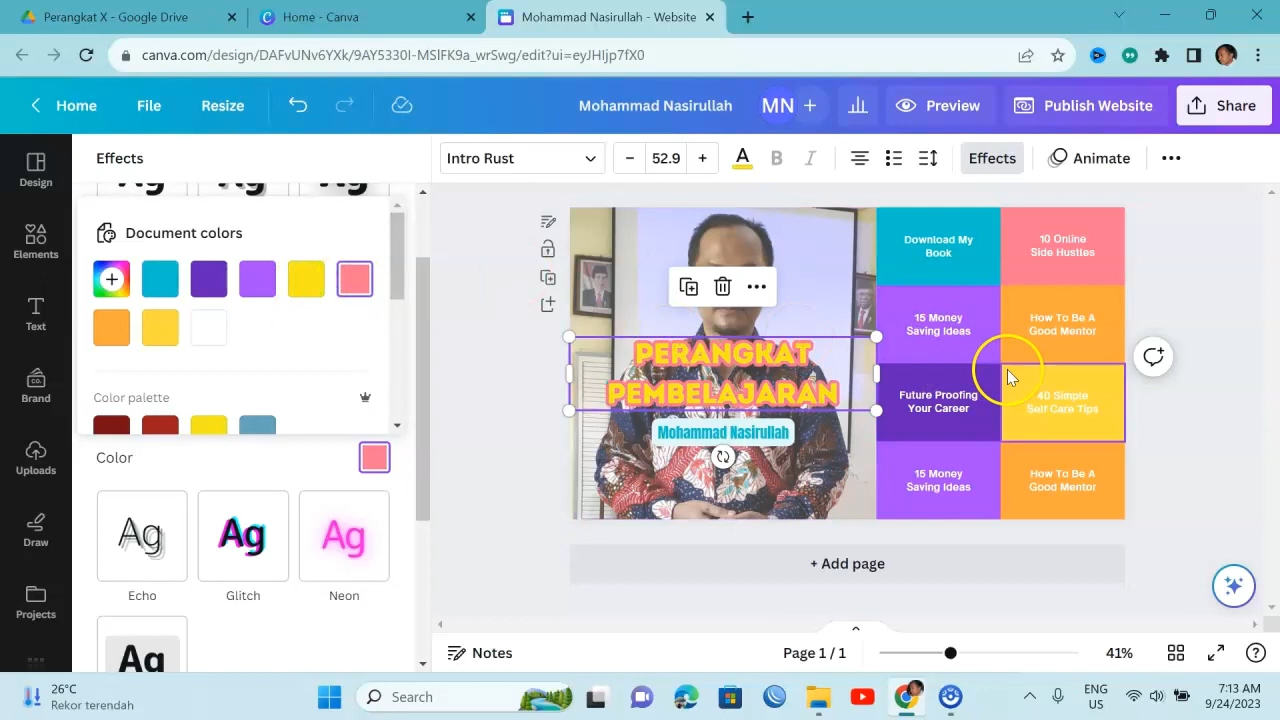 Perangkat X - Google Drive
Home - Canva
Mohammad Nasirullah - Website
canva.com/design/DAFvUNv6YXk/9AY5330I-MSlFK9a_wrSwg/edit?ui=eyJHIjp7fX0
Home
File
Resize
Mohammad Nasirullah
MN
Preview
Publish Website
Share
Design
Elements
Text
Brand
CO.
Uploads
Draw
Projects
Effects
Document colors
Color palette
Color
Ag
Ag
Ag
Echo
Glitch
Neon
Ag
Intro Rust
52.9
A
B
I
Effects
Animate
PERANGKAT
PEMBELAJARAN
Mohammad Nasirullah
Download My
Book
10 Online
Side Hustles
15 Money
Saving Ideas
How To Be A
Good Mentor
Future Proofing
Your Career
40 Simple
Self Care Tips
15 Money
Saving Ideas
How To Be A
Good Mentor
+ Add page
Notes
Page 1 / 1
41%
26°C
Rekor terendah
Search
ENG
US
7:13 AM
9/24/2023